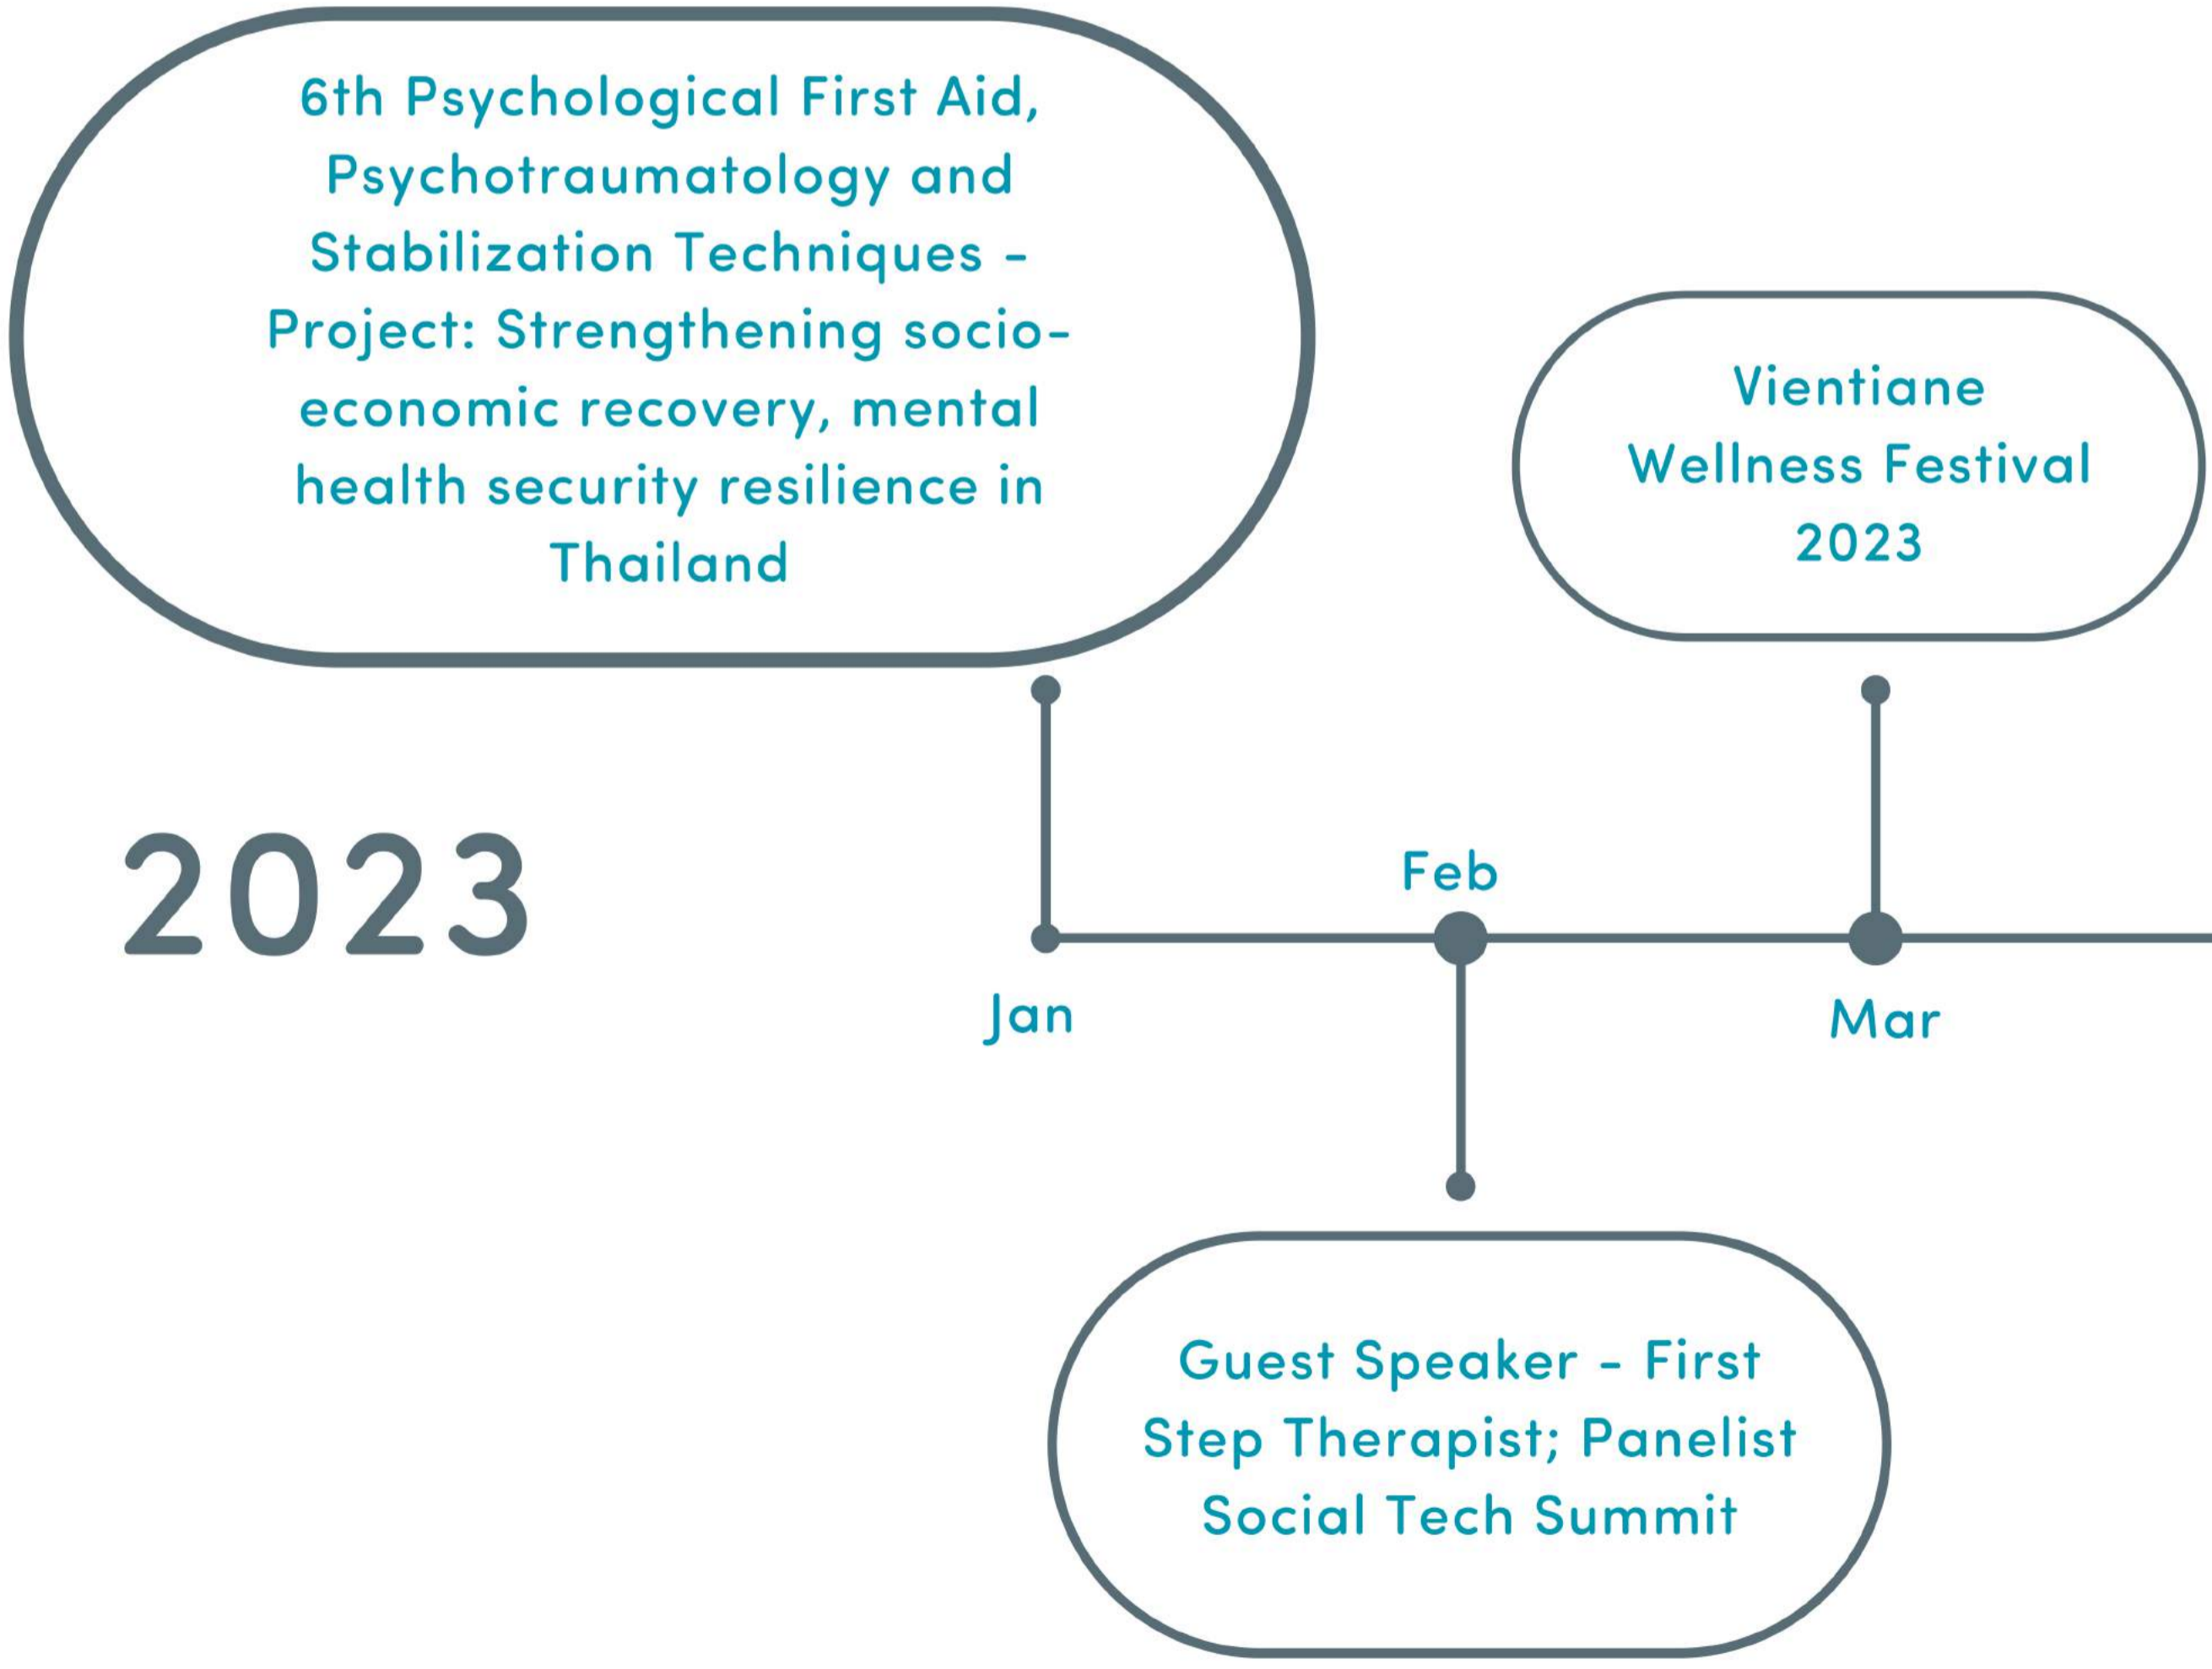 6th Psychological First Aid,
Psychotraumatology and
Stabilization Techniques -
Project: Strengthening socio-
economic recovery, mental
health security resilience in
Thailand
Vientiane
Wellness Festival
2023
2023
Feb
Jan
Mar
Guest Speaker - First
Step Therapist; Panelist
Social Tech Summit